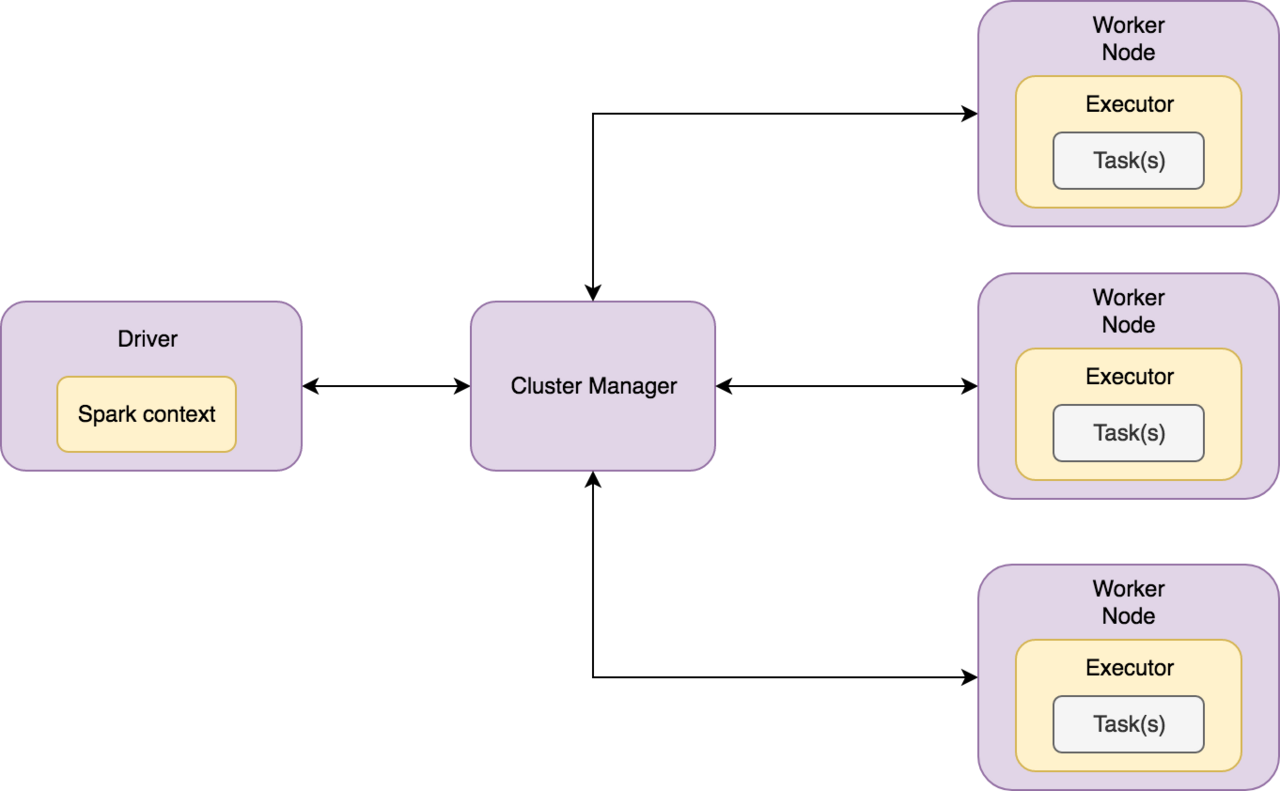 Worker
Node
Executor
Task(s)
Driver
Spark context
Cluster Manager
Worker
Node
Executor
Task(s)
Worker
Node
Executor
Task(s)